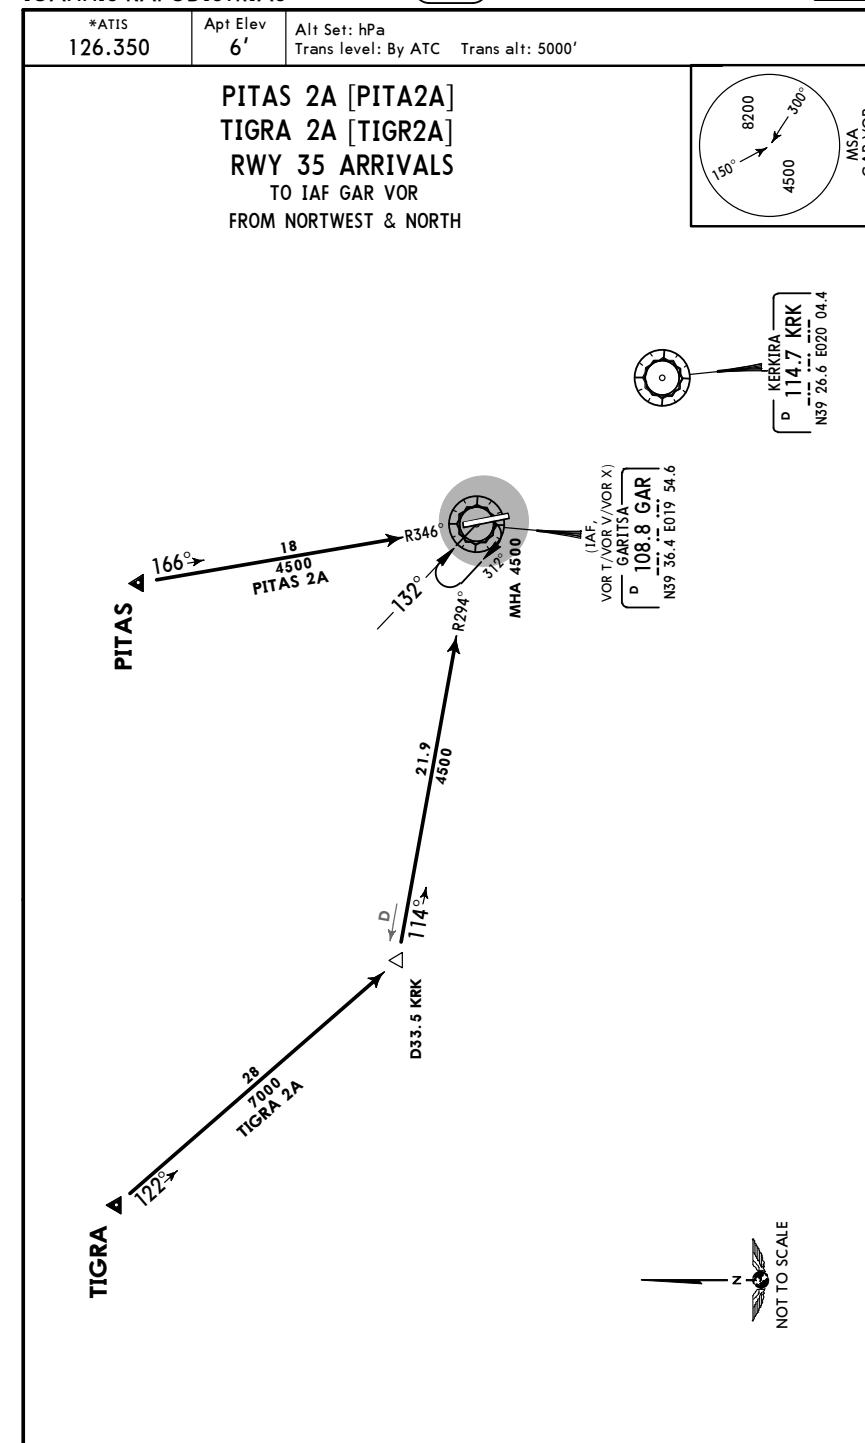 *ATIS
126.350
Apt Elev
6'
Alt Set: hPa
Trans level: By ATC Trans alt: 5000'
PITAS 2A [PITA2A]
TIGRA 2A [TIGR2A]
RWY 35 ARRIVALS
TO IAF GAR VOR
FROM NORTWEST & NORTH
8200
300°
150°
4500
MSA
KERKIRA
D 114.7 KRK
N39 26.6 E020 04.4
(IAF,
VOR T/VOR V/VOR X)
GARITSA
D 108.8 GAR
N39 36.4 E019 54.6
PITAS
166°
18
4500
PITAS 2A
R346°
132°
312°
MHA 4500
R294°
21.9
4500
D
114°
D33.5 KRK
28
7000
TIGRA 2A
122°
TIGRA
N
NOT TO SCALE